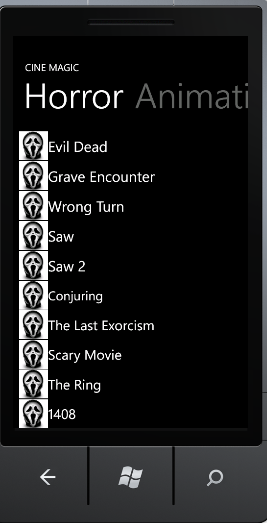 CINE MAGIC
Horror Animati
Evil Dead
Grave Encounter
Wrong Turn
Saw
Saw 2
Conjuring
The Last Exorcism
Scary Movie
The Ring
1408